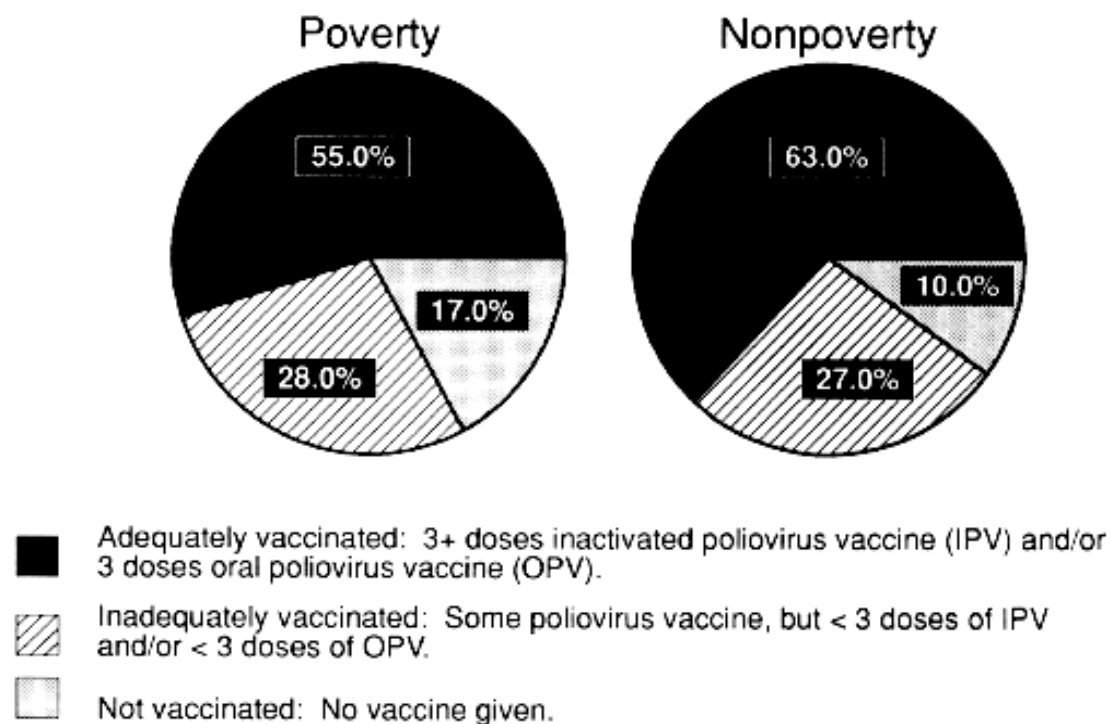 Poverty
Nonpoverty
55.0%
63.0%
17.0%
10.0%
28.0%
27.0%
Adequately vaccinated: 3+ doses inactivated poliovirus vaccine (IPV) and/or
3 doses oral poliovirus vaccine (OPV).
Inadequately vaccinated: Some poliovirus vaccine, but < 3 doses of IPV
and/or < 3 doses of OPV.
Not vaccinated: No vaccine given.